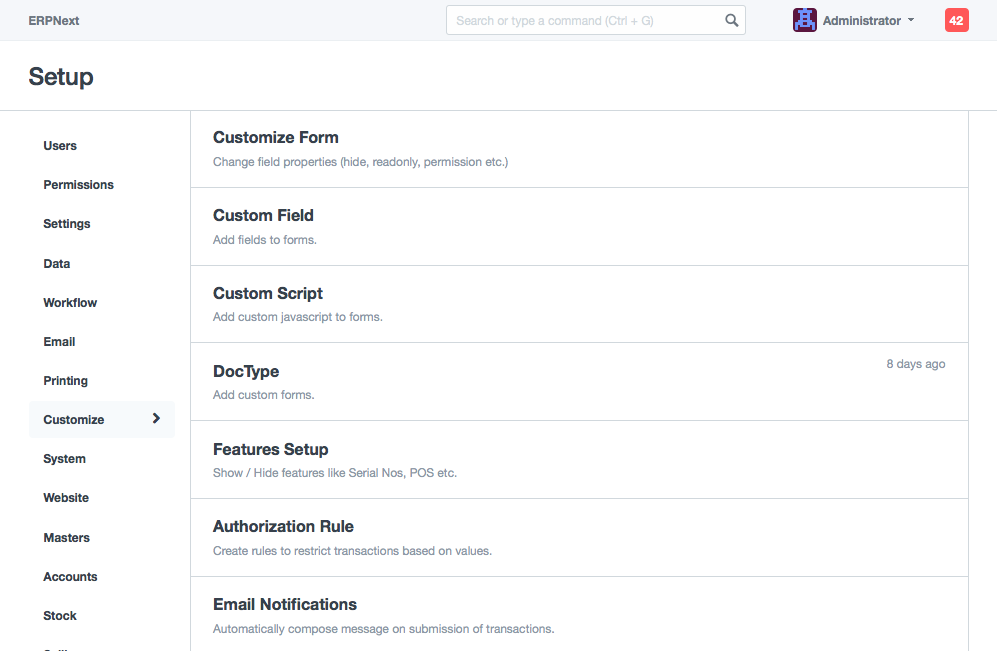 ERPNext
Search or type a command (Ctrl + G)
Administrator
42
Setup
Users
Permissions
Settings
Data
Workflow
Email
Printing
Customize
System
Website
Masters
Accounts
Stock
Customize Form
Change field properties (hide, readonly, permission etc.)
Custom Field
Add fields to forms.
Custom Script
Add custom javascript to forms.
DocType
8 days ago
Add custom forms.
Features Setup
Show / Hide features like Serial Nos, POS etc.
Authorization Rule
Create rules to restrict transactions based on values.
Email Notifications
Automatically compose message on submission of transactions.